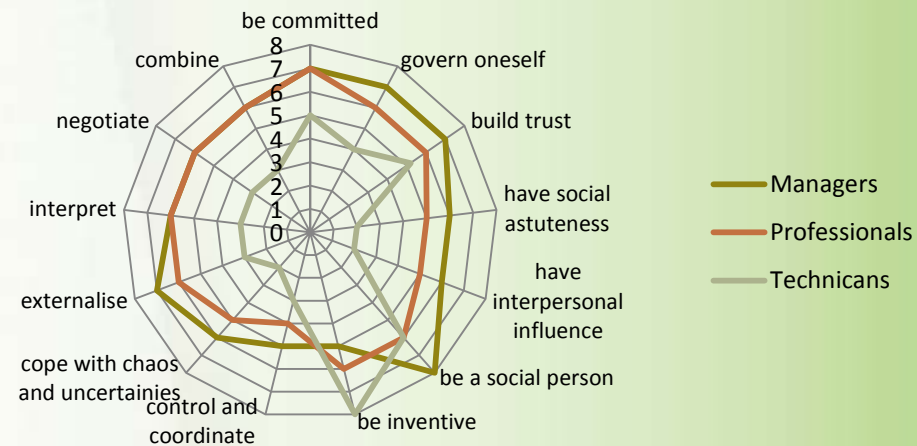 be committed
govern oneself
build trust
have social
astuteness
have
interpersonal
influence
be a social person
be inventive
control and
coordinate
cope with chaos
and uncertainies
externalise
interpret
negotiate
combine
8
7
6
5
4
3
2
1
0
Managers
Professionals
Technicans